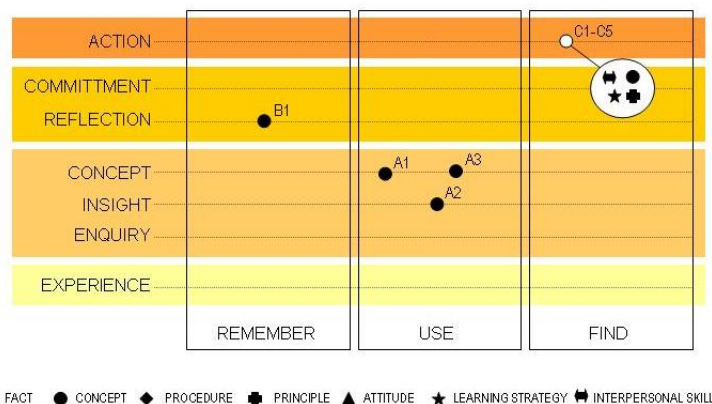 ACTION
C1-C5
COMMITTMENT
REFLECTION
B1
CONCEPT
A1
A3
INSIGHT
A2
ENQUIRY
EXPERIENCE
REMEMBER USE FIND
FACT CONCEPT PROCEDURE PRINCIPLE ATTITUDE LEARNING STRATEGY INTERPERSONAL SKILL